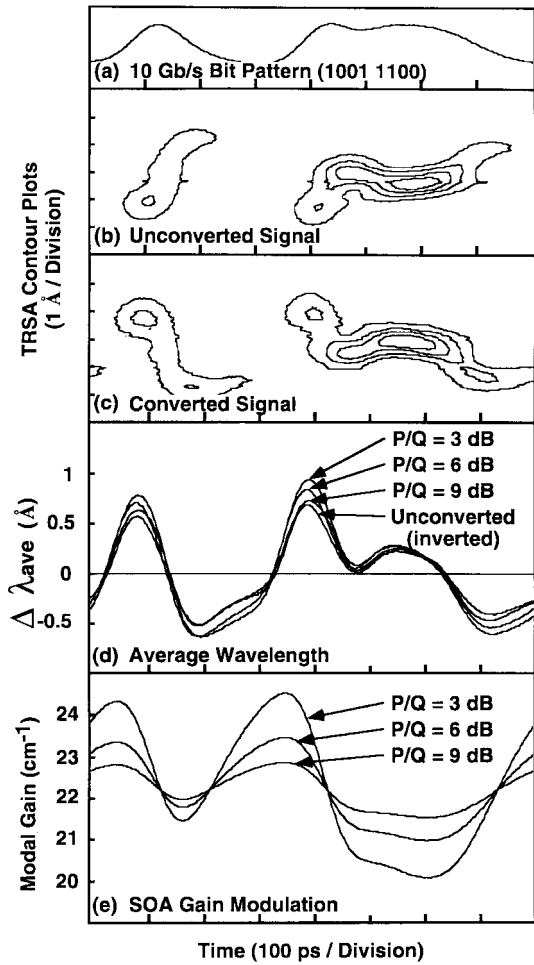 (a) 10 Gb/s Bit Pattern (1001 1100)
TRSA Contour Plots
(1 Å / Division)
(b) Unconverted Signal
(c) Converted Signal
Δ λave (Å)
1
0.5
0
-0.5
P/Q = 3 dB
P/Q = 6 dB
P/Q = 9 dB
Unconverted
(inverted)
(d) Average Wavelength
Modal Gain (cm⁻¹)
24
23
22
21
20
P/Q = 3 dB
P/Q = 6 dB
P/Q = 9 dB
(e) SOA Gain Modulation
Time (100 ps / Division)